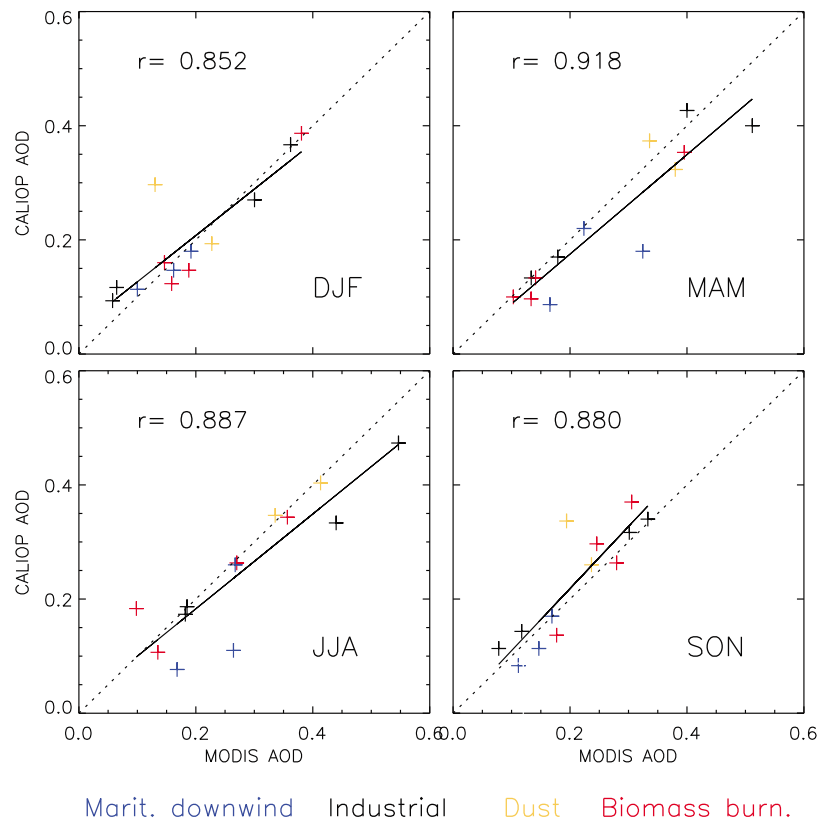 0.6
r= 0.852
r= 0.918
0.4
CALIOP AOD
0.2
DJF
MAM
0.0
0.6
r= 0.887
r= 0.880
0.4
CALIOP AOD
0.2
JJA
SON
0.0
0.0 0.2 0.4 0.6 0.0 0.2 0.4 0.6
MODIS AOD MODIS AOD
Marit. downwind Industrial Dust Biomass burn.